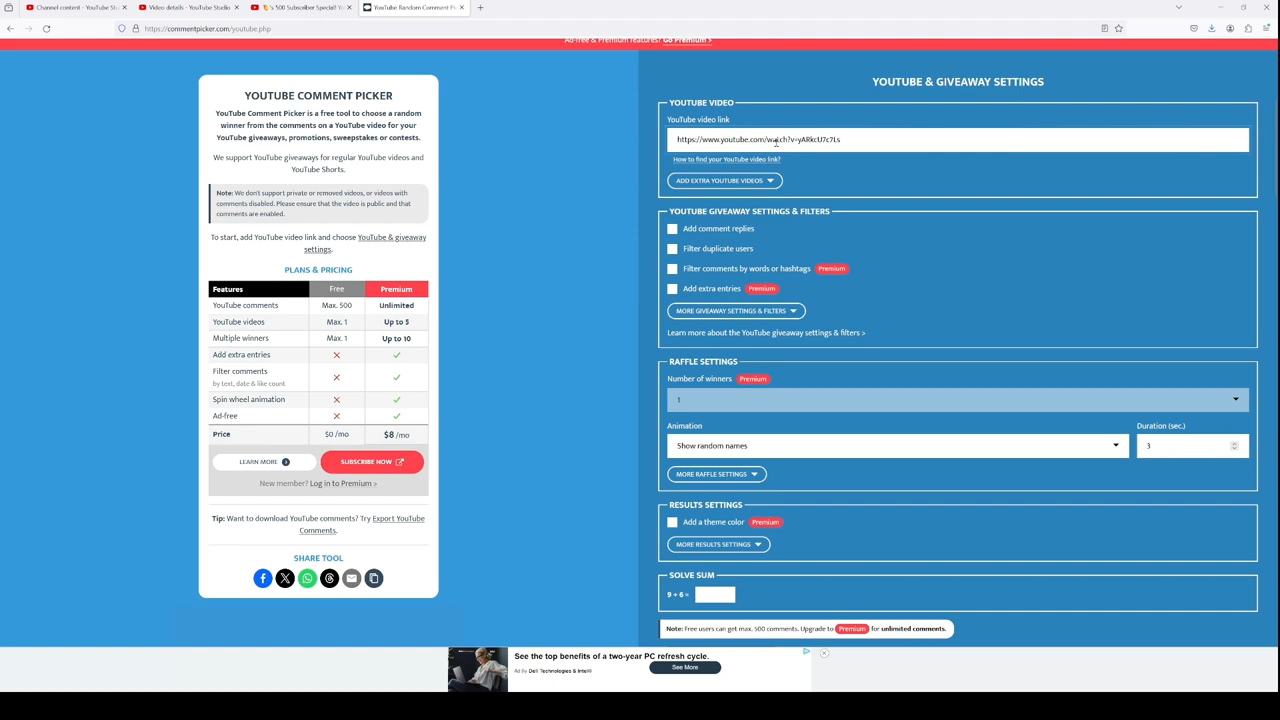 Channel content - YouTube Stu
Video details - YouTube Studio
's 500 Subscriber Special! Yo
YouTube Random Comment Pi
https://commentpicker.com/youtube.php
Ad-free & Premium features? Go Premium >
YOUTUBE COMMENT PICKER
YouTube Comment Picker is a free tool to choose a random
winner from the comments on a YouTube video for your
YouTube giveaways, promotions, sweepstakes or contests.
We support YouTube giveaways for regular YouTube videos and
YouTube Shorts.
Note: We don't support private or removed videos, or videos with
comments disabled. Please ensure that the video is public and that
comments are enabled.
To start, add YouTube video link and choose YouTube & giveaway
settings.
PLANS & PRICING
Features Free Premium
YouTube comments Max. 500 Unlimited
YouTube videos Max. 1 Up to 5
Multiple winners Max. 1 Up to 10
Add extra entries
Filter comments
by text, date & like count
Spin wheel animation
Ad-free
Price $0 /mo $8 /mo
LEARN MORE SUBSCRIBE NOW
New member? Log in to Premium >
Tip: Want to download YouTube comments? Try Export YouTube
Comments.
SHARE TOOL
YOUTUBE & GIVEAWAY SETTINGS
YOUTUBE VIDEO
YouTube video link
https://www.youtube.com/watch?v=yARkcU7c7Ls
How to find your YouTube video link?
ADD EXTRA YOUTUBE VIDEOS
YOUTUBE GIVEAWAY SETTINGS & FILTERS
Add comment replies
Filter duplicate users
Filter comments by words or hashtags Premium
Add extra entries Premium
MORE GIVEAWAY SETTINGS & FILTERS
Learn more about the YouTube giveaway settings & filters >
RAFFLE SETTINGS
Number of winners Premium
1
Animation Duration (sec.)
Show random names 3
MORE RAFFLE SETTINGS
RESULTS SETTINGS
Add a theme color Premium
MORE RESULTS SETTINGS
SOLVE SUM
9 + 6 =
Note: Free users can get max. 500 comments. Upgrade to Premium for unlimited comments.
See the top benefits of a two-year PC refresh cycle.
Ad By Dell Technologies & Intel®
See More